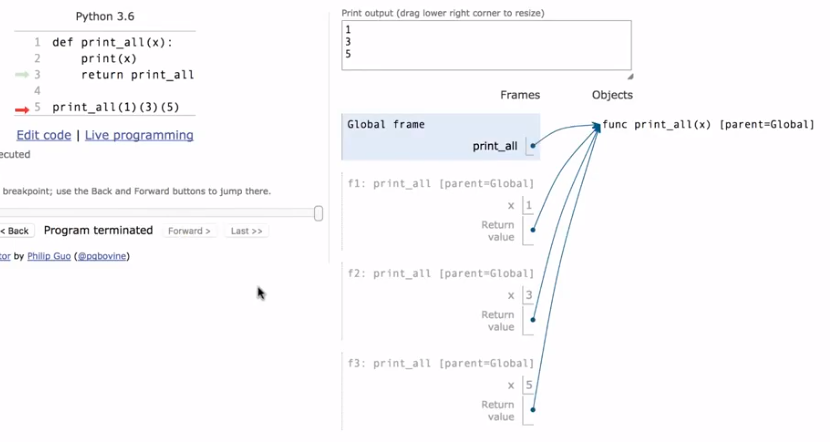 Python 3.6
1 def print_all(x):
2     print(x)
3     return print_all
4
5 print_all(1)(3)(5)
Edit code | Live programming
ecuted
breakpoint; use the Back and Forward buttons to jump there.
< Back Program terminated Forward > Last >>
tor by Philip Guo (@pgbovine)
Print output (drag lower right corner to resize)
1
3
5
Frames Objects
Global frame
print_all
func print_all(x) [parent=Global]
f1: print_all [parent=Global]
x 1
Return
value
f2: print_all [parent=Global]
x 3
Return
value
f3: print_all [parent=Global]
x 5
Return
value